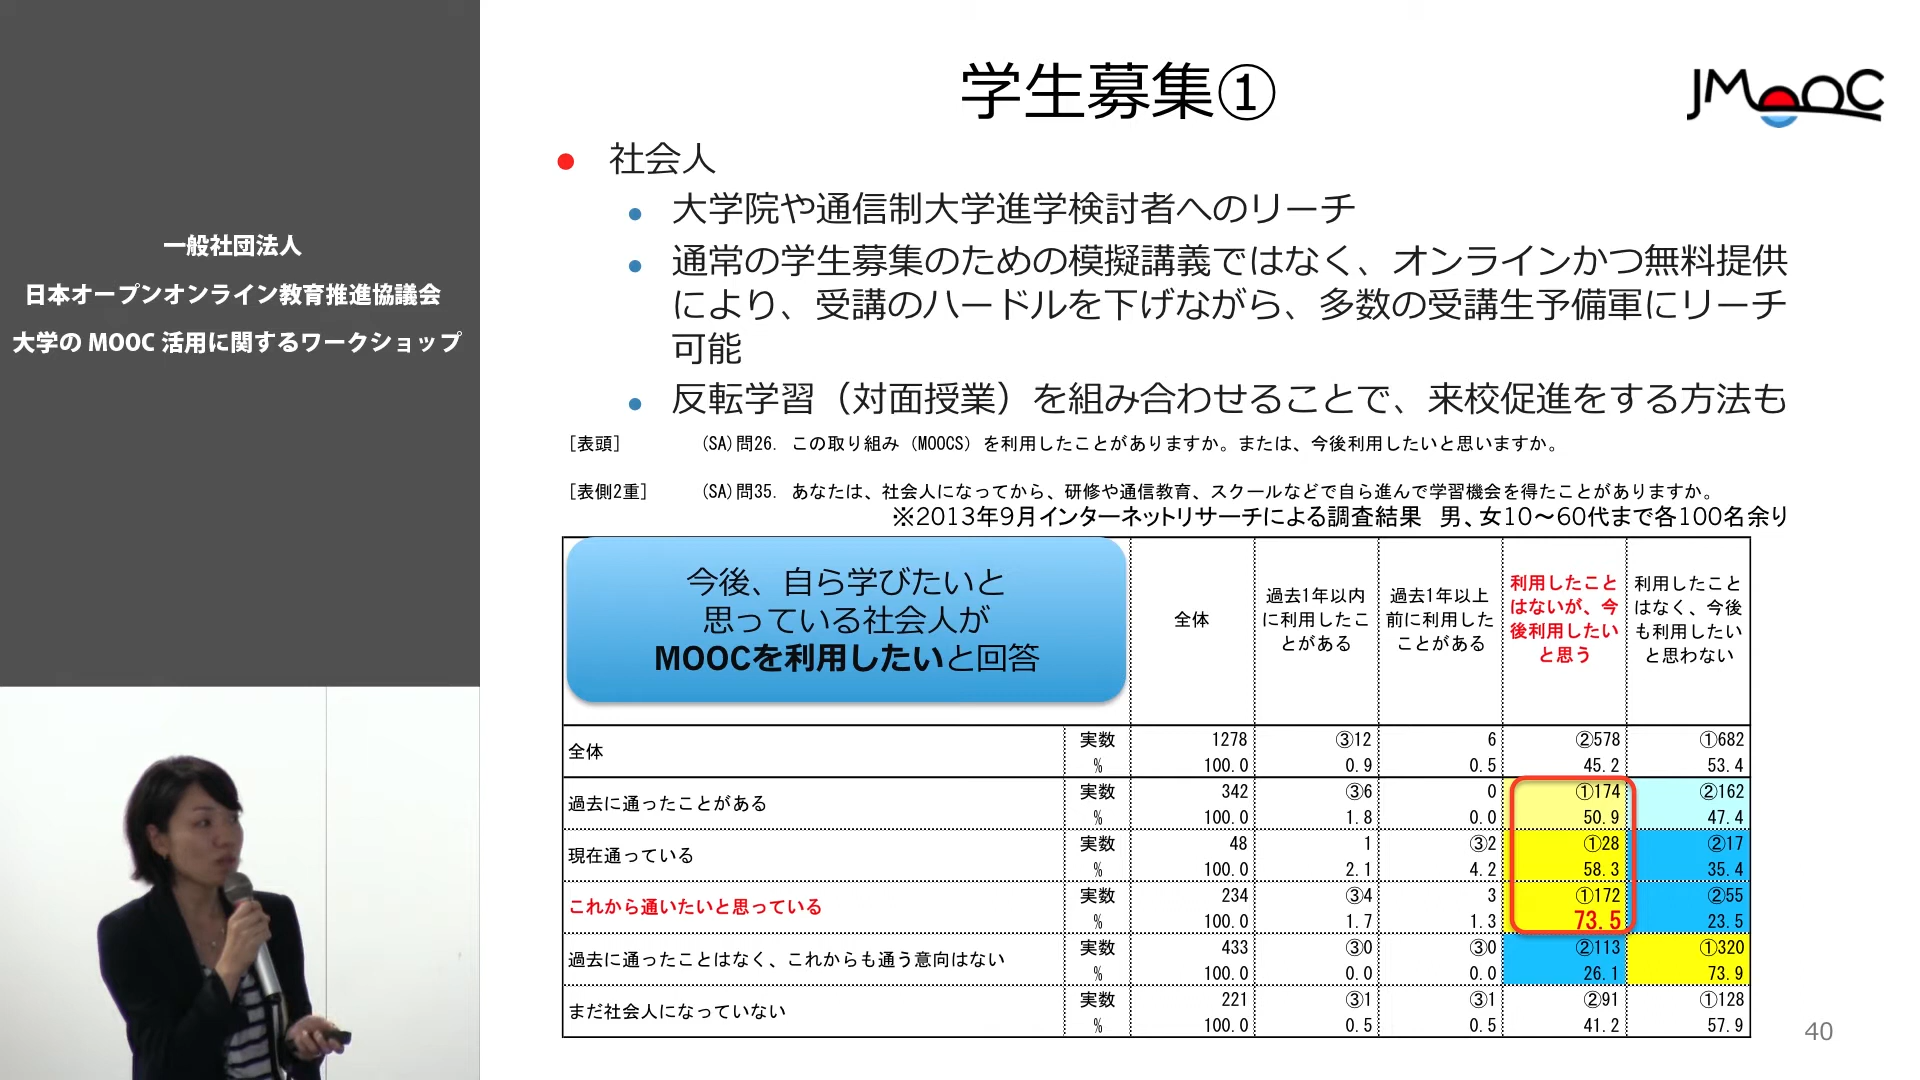 一般社団法人
日本オープンオンライン教育推進協議会
大学の MOOC 活用に関するワークショップ
学生募集①
JMOOC
社会人
大学院や通信制大学進学検討者へのリーチ
通常の学生募集のための模擬講義ではなく、オンラインかつ無料提供
により、受講のハードルを下げながら、多数の受講生予備軍にリーチ
可能
反転学習（対面授業）を組み合わせることで、来校促進をする方法も
[表頭] (SA)問26. この取り組み（MOOCS）を利用したことがありますか。または、今後利用したいと思いますか。
[表側2重] (SA)問35. あなたは、社会人になってから、研修や通信教育、スクールなどで自ら進んで学習機会を得たことがありますか。
※2013年9月インターネットリサーチによる調査結果 男、女10～60代まで各100名余り
今後、自ら学びたいと
思っている社会人が
MOOCを利用したいと回答
全体
過去1年以内
に利用したこ
とがある
過去1年以上
前に利用した
ことがある
利用したこと
はないが、今
後利用したい
と思う
利用したこと
はなく、今後
も利用したい
と思わない
全体 実数 1278 ③12 6 ②578 ①682
% 100.0 0.9 0.5 45.2 53.4
過去に通ったことがある 実数 342 ③6 0 ①174 ②162
% 100.0 1.8 0.0 50.9 47.4
現在通っている 実数 48 1 ③2 ①28 ②17
% 100.0 2.1 4.2 58.3 35.4
これから通いたいと思っている 実数 234 ③4 3 ①172 ②55
% 100.0 1.7 1.3 73.5 23.5
過去に通ったことはなく、これからも通う意向はない 実数 433 ③0 ③0 ②113 ①320
% 100.0 0.0 0.0 26.1 73.9
まだ社会人になっていない 実数 221 ③1 ③1 ②91 ①128
% 100.0 0.5 0.5 41.2 57.9
40